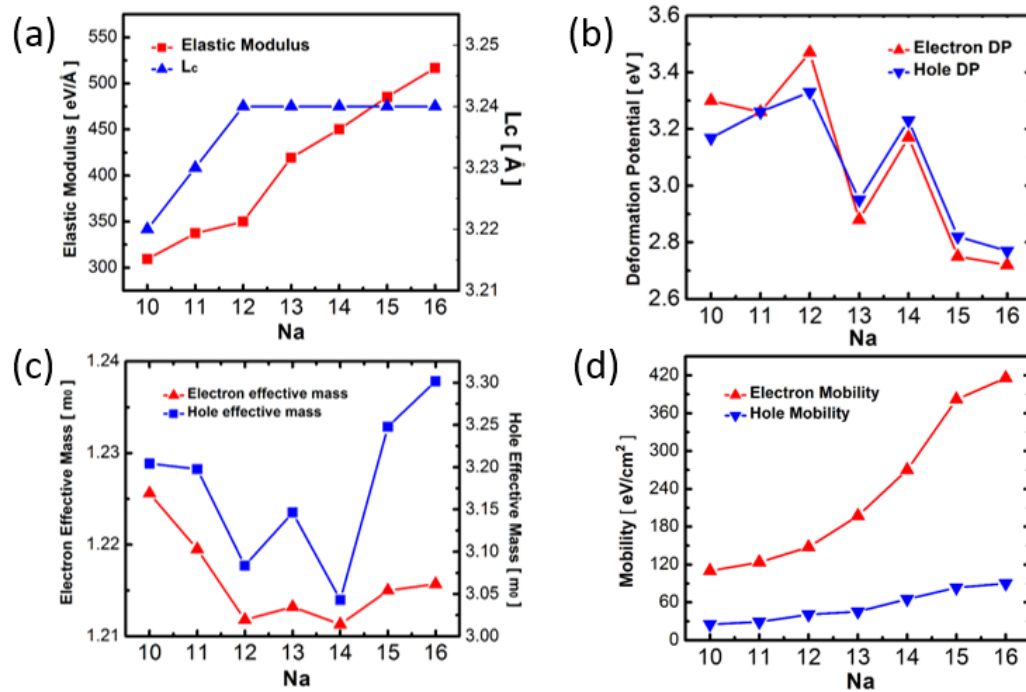 (a)
550
500
450
400
350
300
Elastic Modulus [ eV/Å ]
Elastic Modulus
Lc
3.25
3.24
3.23
3.22
3.21
Lc [ Å ]
10 11 12 13 14 15 16
Na
(b)
3.6
3.4
3.2
3.0
2.8
2.6
Deformation Potential [ eV ]
Electron DP
Hole DP
10 11 12 13 14 15 16
Na
(c)
1.24
1.23
1.22
1.21
Electron Effective Mass [ m₀ ]
Electron effective mass
Hole effective mass
3.30
3.25
3.20
3.15
3.10
3.05
3.00
Hole Effective Mass [ m₀ ]
10 11 12 13 14 15 16
Na
(d)
420
360
300
240
180
120
60
0
Mobility [ eV/cm² ]
Electron Mobility
Hole Mobility
10 11 12 13 14 15 16
Na